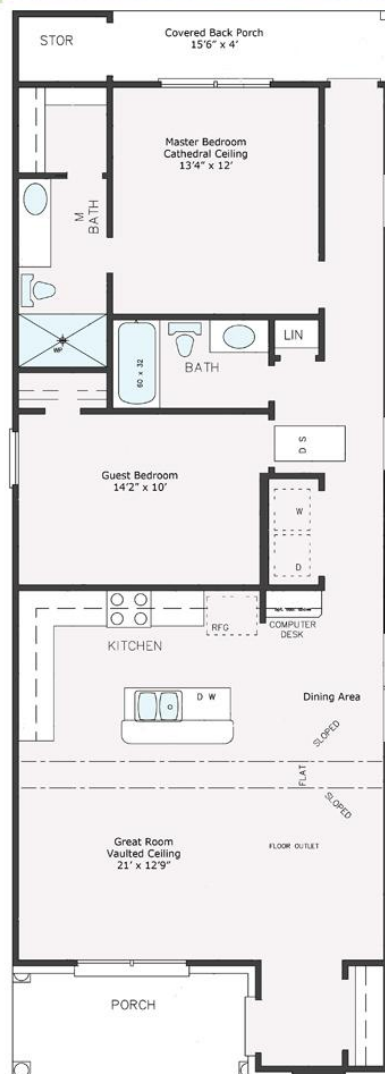 STOR
Covered Back Porch
15'6" x 4'
Master Bedroom
Cathedral Ceiling
13'4" x 12'
M
BATH
WP
60 x 32
BATH
LIN
D S
Guest Bedroom
14'2" x 10'
W
D
KITCHEN
RFG
COMPUTER
DESK
D W
Dining Area
SLOPED
FLAT
SLOPED
Great Room
Vaulted Ceiling
21' x 12'9"
FLOOR OUTLET
PORCH